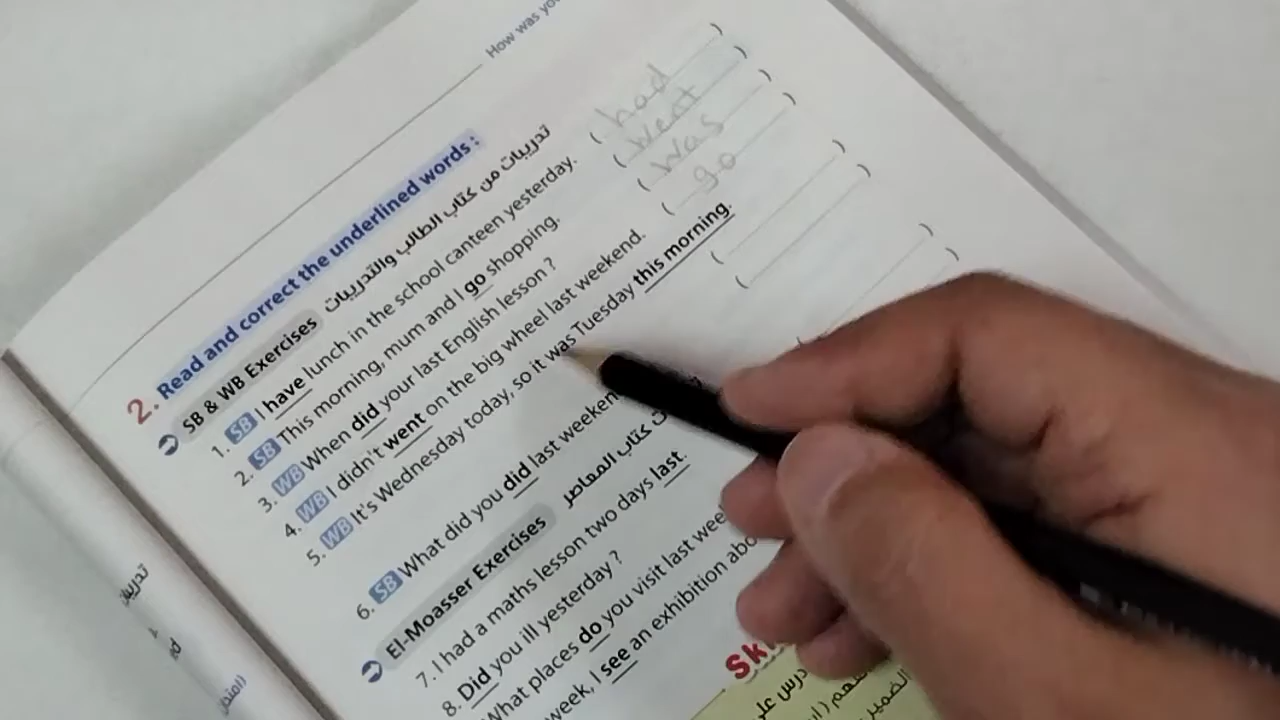 How was
2. Read and correct the underlined words :
SB & WB Exercises تدريبات من كتاب الطالب والتدريبات
1. SB I have lunch in the school canteen yesterday. ( had )
2. SB This morning, mum and I go shopping. ( went )
3. WB When did your last English lesson ? ( was )
4. WB I didn't went on the big wheel last weekend. ( go )
5. WB It's Wednesday today, so it was Tuesday this morning. ( )
6. SB What did you did last ( )
El-Moasser Exercises كتاب المعاصر
7. I had a maths lesson two days last. ( )
8. Did you ill yesterday ? ( )
What places do you visit last
week, I see an exhibition